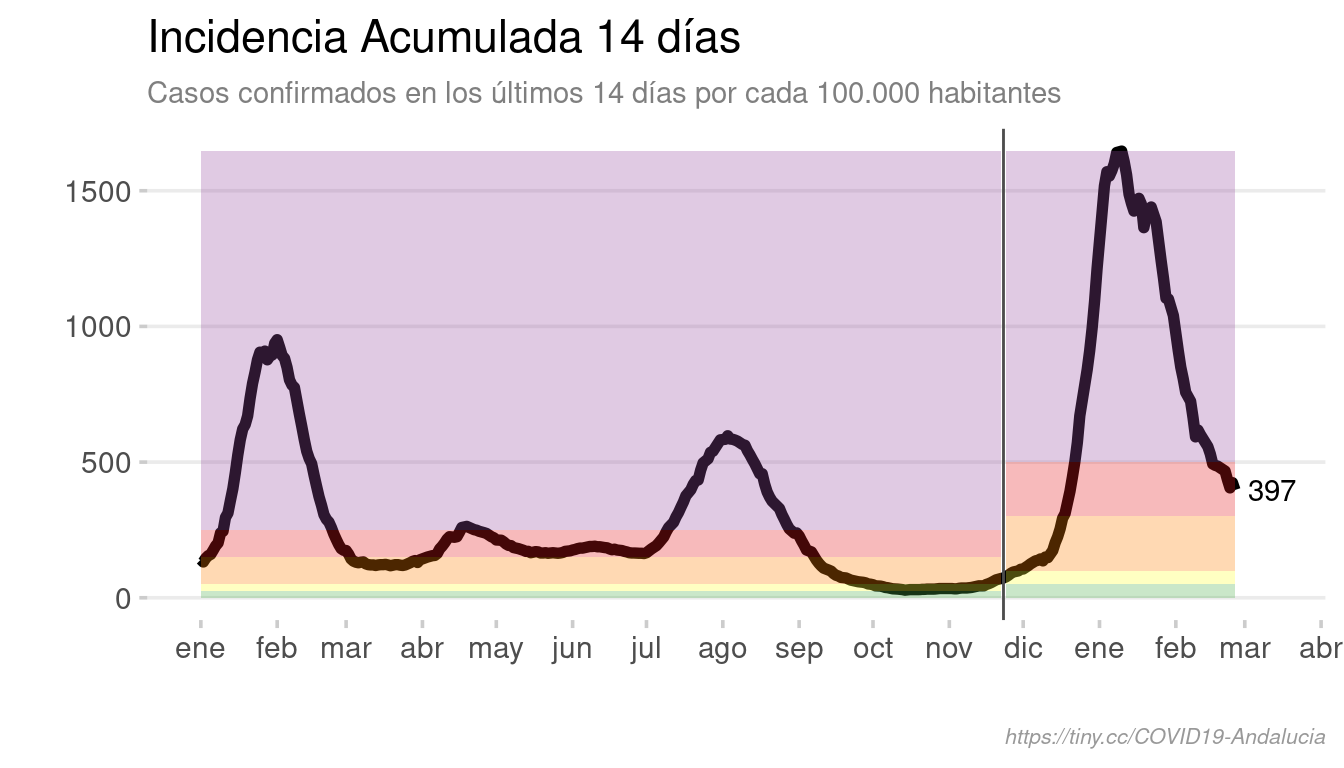 Incidencia Acumulada 14 días
Casos confirmados en los últimos 14 días por cada 100.000 habitantes
1500
1000
500
0
397
ene feb mar abr may jun jul ago sep oct nov dic ene feb mar abr
https://tiny.cc/COVID19-Andalucia